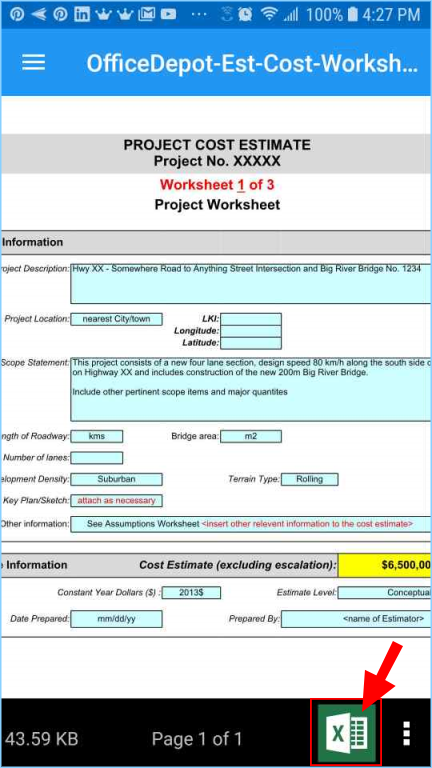 100% 4:27 PM
OfficeDepot-Est-Cost-Worksh...
PROJECT COST ESTIMATE
Project No. XXXXX
Worksheet 1 of 3
Project Worksheet
Information
oject Description: Hwy XX - Somewhere Road to Anything Street Intersection and Big River Bridge No. 1234
Project Location: nearest City/town LKI:
Longitude:
Latitude:
Scope Statement: This project consists of a new four lane section, design speed 80 km/h along the south side o
on Highway XX and includes construction of the new 200m Big River Bridge.
Include other pertinent scope items and major quantites
ngth of Roadway: kms Bridge area: m2
Number of lanes:
elopment Density: Suburban Terrain Type: Rolling
Key Plan/Sketch: attach as necessary
Other information: See Assumptions Worksheet <insert other relevent information to the cost estimate>
e Information Cost Estimate (excluding escalation): $6,500,00
Constant Year Dollars ($) : 2013$ Estimate Level: Conceptua
Date Prepared: mm/dd/yy Prepared By: <name of Estimator>
43.59 KB Page 1 of 1 X